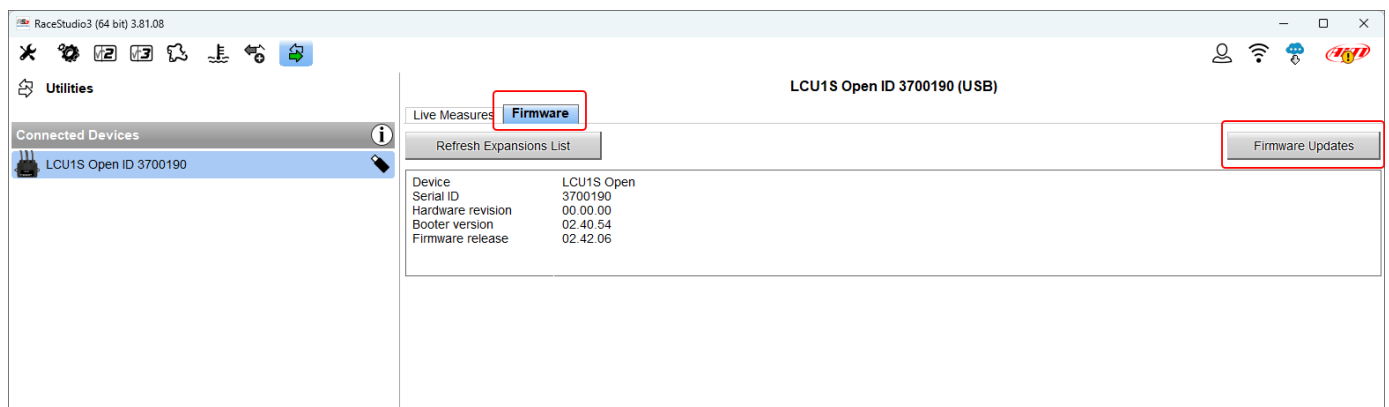 RaceStudio3 (64 bit) 3.81.08
Utilities
LCU1S Open ID 3700190 (USB)
Live Measures Firmware
Connected Devices
Refresh Expansions List Firmware Updates
LCU1S Open ID 3700190
Device LCU1S Open
Serial ID 3700190
Hardware revision 00.00.00
Booter version 02.40.54
Firmware release 02.42.06